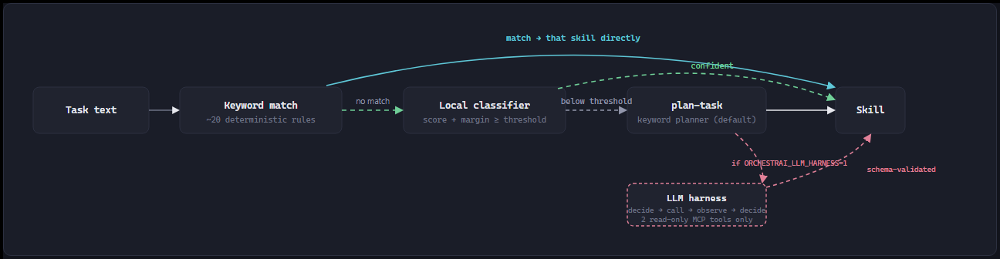 match → that skill directly
confident
Task text
Keyword match
~20 deterministic rules
no match
Local classifier
score + margin ≥ threshold
below threshold
plan-task
keyword planner (default)
Skill
if ORCHESTRAI_LLM_HARNESS=1
schema-validated
LLM harness
decide → call → observe → decide
2 read-only MCP tools only